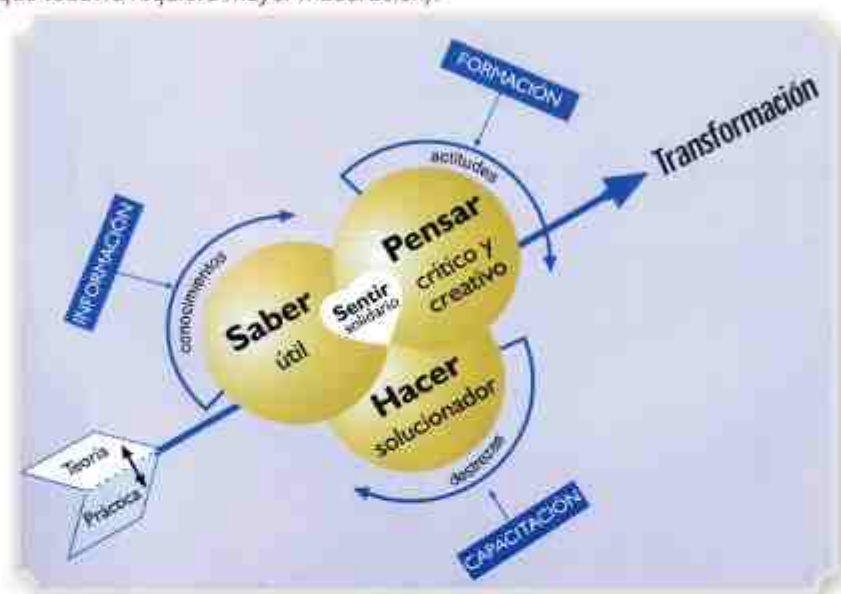 FORMACIÓN
actitudes
Transformación
Pensar
crítico y
creativo
INFORMACIÓN
conocimientos
Sentir
solidario
Saber
útil
Hacer
solucionador
destrezas
CAPACITACIÓN
Teoría
Práctica